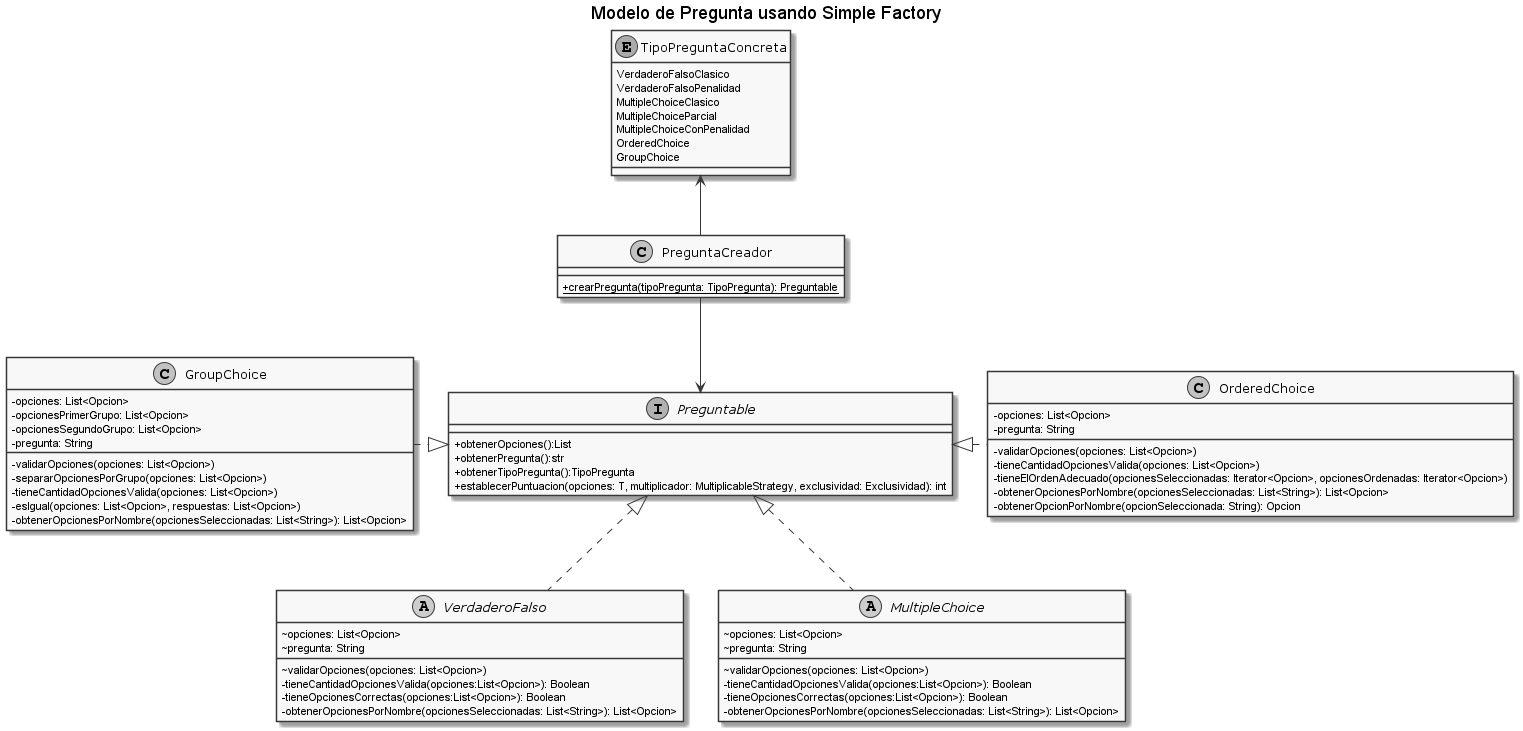 Modelo de Pregunta usando Simple Factory
E TipoPreguntaConcreta
VerdaderoFalsoClasico
VerdaderoFalsoPenalidad
MultipleChoiceClasico
MultipleChoiceParcial
MultipleChoiceConPenalidad
OrderedChoice
GroupChoice
C PreguntaCreador
+crearPregunta(tipoPregunta: TipoPregunta): Preguntable
C GroupChoice
-opciones: List<Opcion>
-opcionesPrimerGrupo: List<Opcion>
-opcionesSegundoGrupo: List<Opcion>
-pregunta: String
-validarOpciones(opciones: List<Opcion>)
-separarOpcionesPorGrupo(opciones: List<Opcion>)
-tieneCantidadOpcionesValida(opciones: List<Opcion>)
-esIgual(opciones: List<Opcion>, respuestas: List<Opcion>)
-obtenerOpcionesPorNombre(opcionesSeleccionadas: List<String>): List<Opcion>
I Preguntable
+obtenerOpciones():List
+obtenerPregunta():str
+obtenerTipoPregunta():TipoPregunta
+establecerPuntuacion(opciones: T, multiplicador: MultiplicableStrategy, exclusividad: Exclusividad): int
C OrderedChoice
-opciones: List<Opcion>
-pregunta: String
-validarOpciones(opciones: List<Opcion>)
-tieneCantidadOpcionesValida(opciones: List<Opcion>)
-tieneElOrdenAdecuado(opcionesSeleccionadas: Iterator<Opcion>, opcionesOrdenadas: Iterator<Opcion>)
-obtenerOpcionesPorNombre(opcionesSeleccionadas: List<String>): List<Opcion>
-obtenerOpcionPorNombre(opcionSeleccionada: String): Opcion
A VerdaderoFalso
~opciones: List<Opcion>
~pregunta: String
~validarOpciones(opciones: List<Opcion>)
-tieneCantidadOpcionesValida(opciones:List<Opcion>): Boolean
-tieneOpcionesCorrectas(opciones:List<Opcion>): Boolean
-obtenerOpcionesPorNombre(opcionesSeleccionadas: List<String>): List<Opcion>
A MultipleChoice
~opciones: List<Opcion>
~pregunta: String
~validarOpciones(opciones: List<Opcion>)
-tieneCantidadOpcionesValida(opciones:List<Opcion>): Boolean
-tieneOpcionesCorrectas(opciones:List<Opcion>): Boolean
-obtenerOpcionesPorNombre(opcionesSeleccionadas: List<String>): List<Opcion>